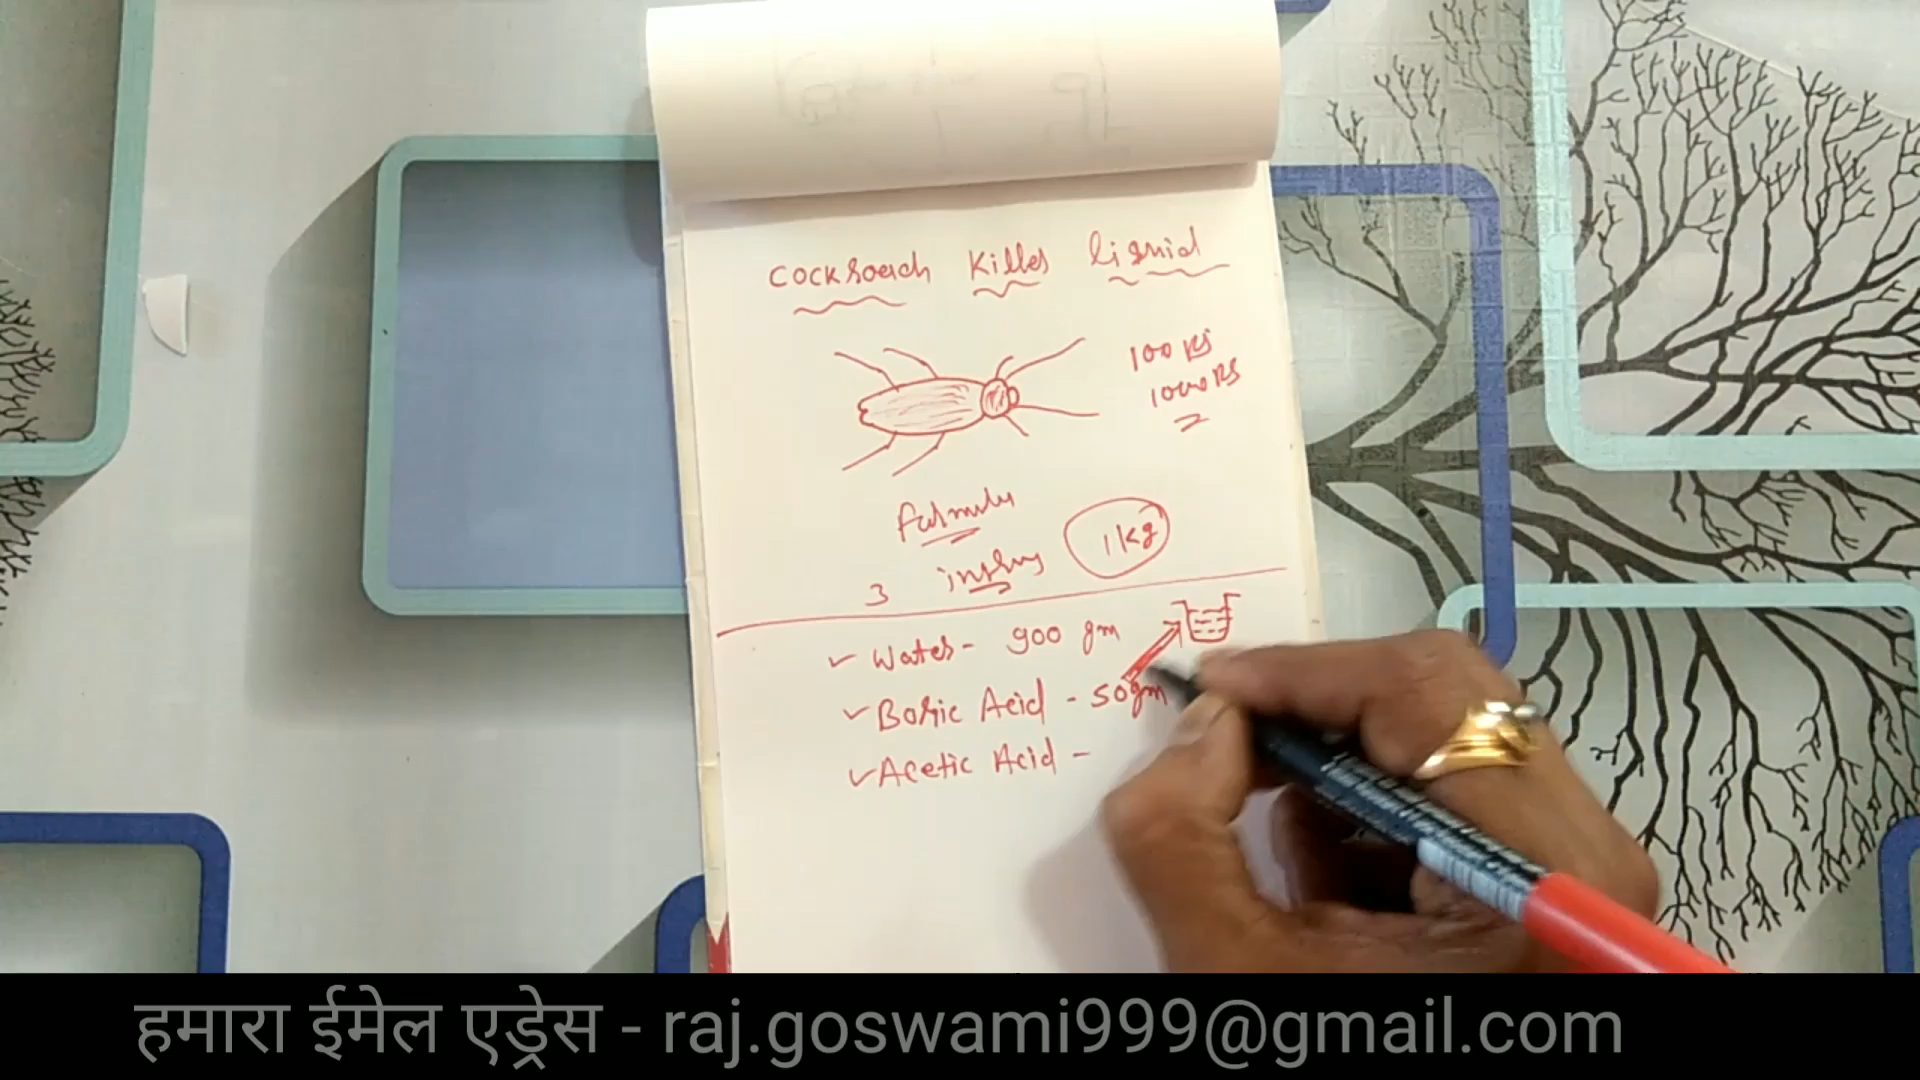 Cockroach Killer liquid
100 RS
1000 RS
formula
3 1 kg
Water - 900 gm
Boric Acid - 50gm
Acetic Acid -
हमारा ईमेल एड्रेस - raj.goswami999@gmail.com